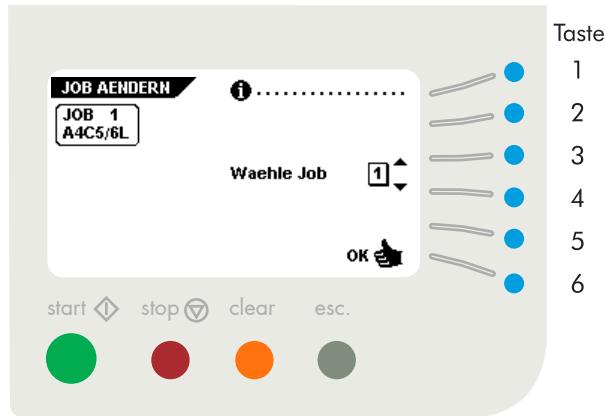 Taste
JOB AENDERN
1
JOB 1
A4C5/6L
2
3
Waehle Job 1
4
5
OK
6
start stop clear esc.